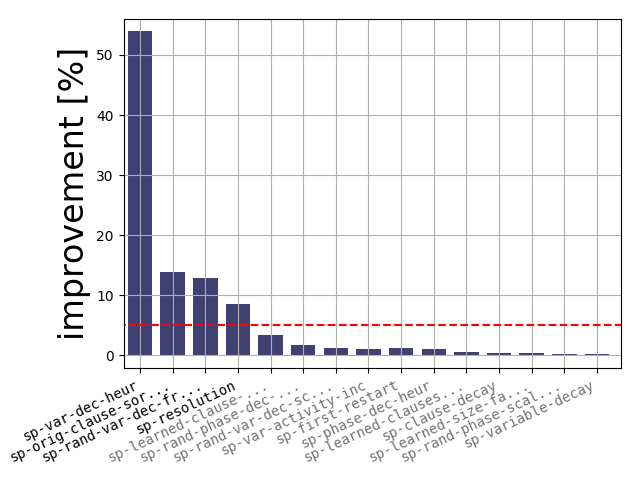 improvement [%]
50
40
30
20
10
0
sp-var-dec-heur
sp-orig-clause-sor...
sp-rand-var-dec-fr...
sp-resolution
sp-learned-clause-...
sp-rand-phase-dec-...
sp-rand-var-dec-sc...
sp-var-activity-inc
sp-first-restart
sp-phase-dec-heur
sp-learned-clauses...
sp-clause-decay
sp-learned-size-fa...
sp-rand-phase-scal...
sp-variable-decay